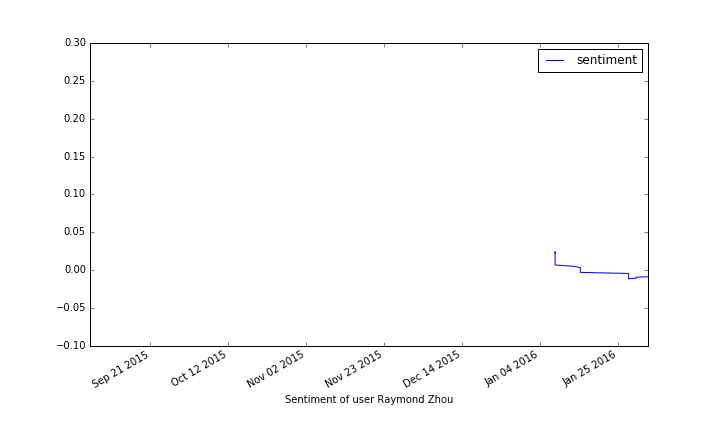 0.30
sentiment
0.25
0.20
0.15
0.10
0.05
0.00
−0.05
−0.10
Sep 21 2015
Oct 12 2015
Nov 02 2015
Nov 23 2015
Dec 14 2015
Jan 04 2016
Jan 25 2016
Sentiment of user Raymond Zhou